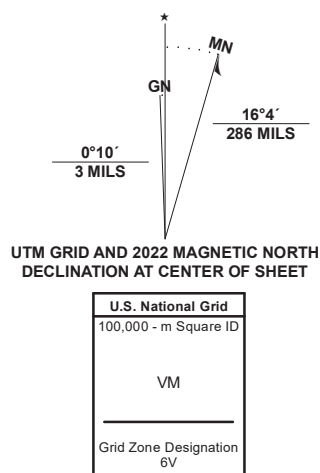 ★
MN
GN
16°4´
286 MILS
0°10´
3 MILS
UTM GRID AND 2022 MAGNETIC NORTH
DECLINATION AT CENTER OF SHEET
U.S. National Grid
100,000 - m Square ID
VM
Grid Zone Designation
6V